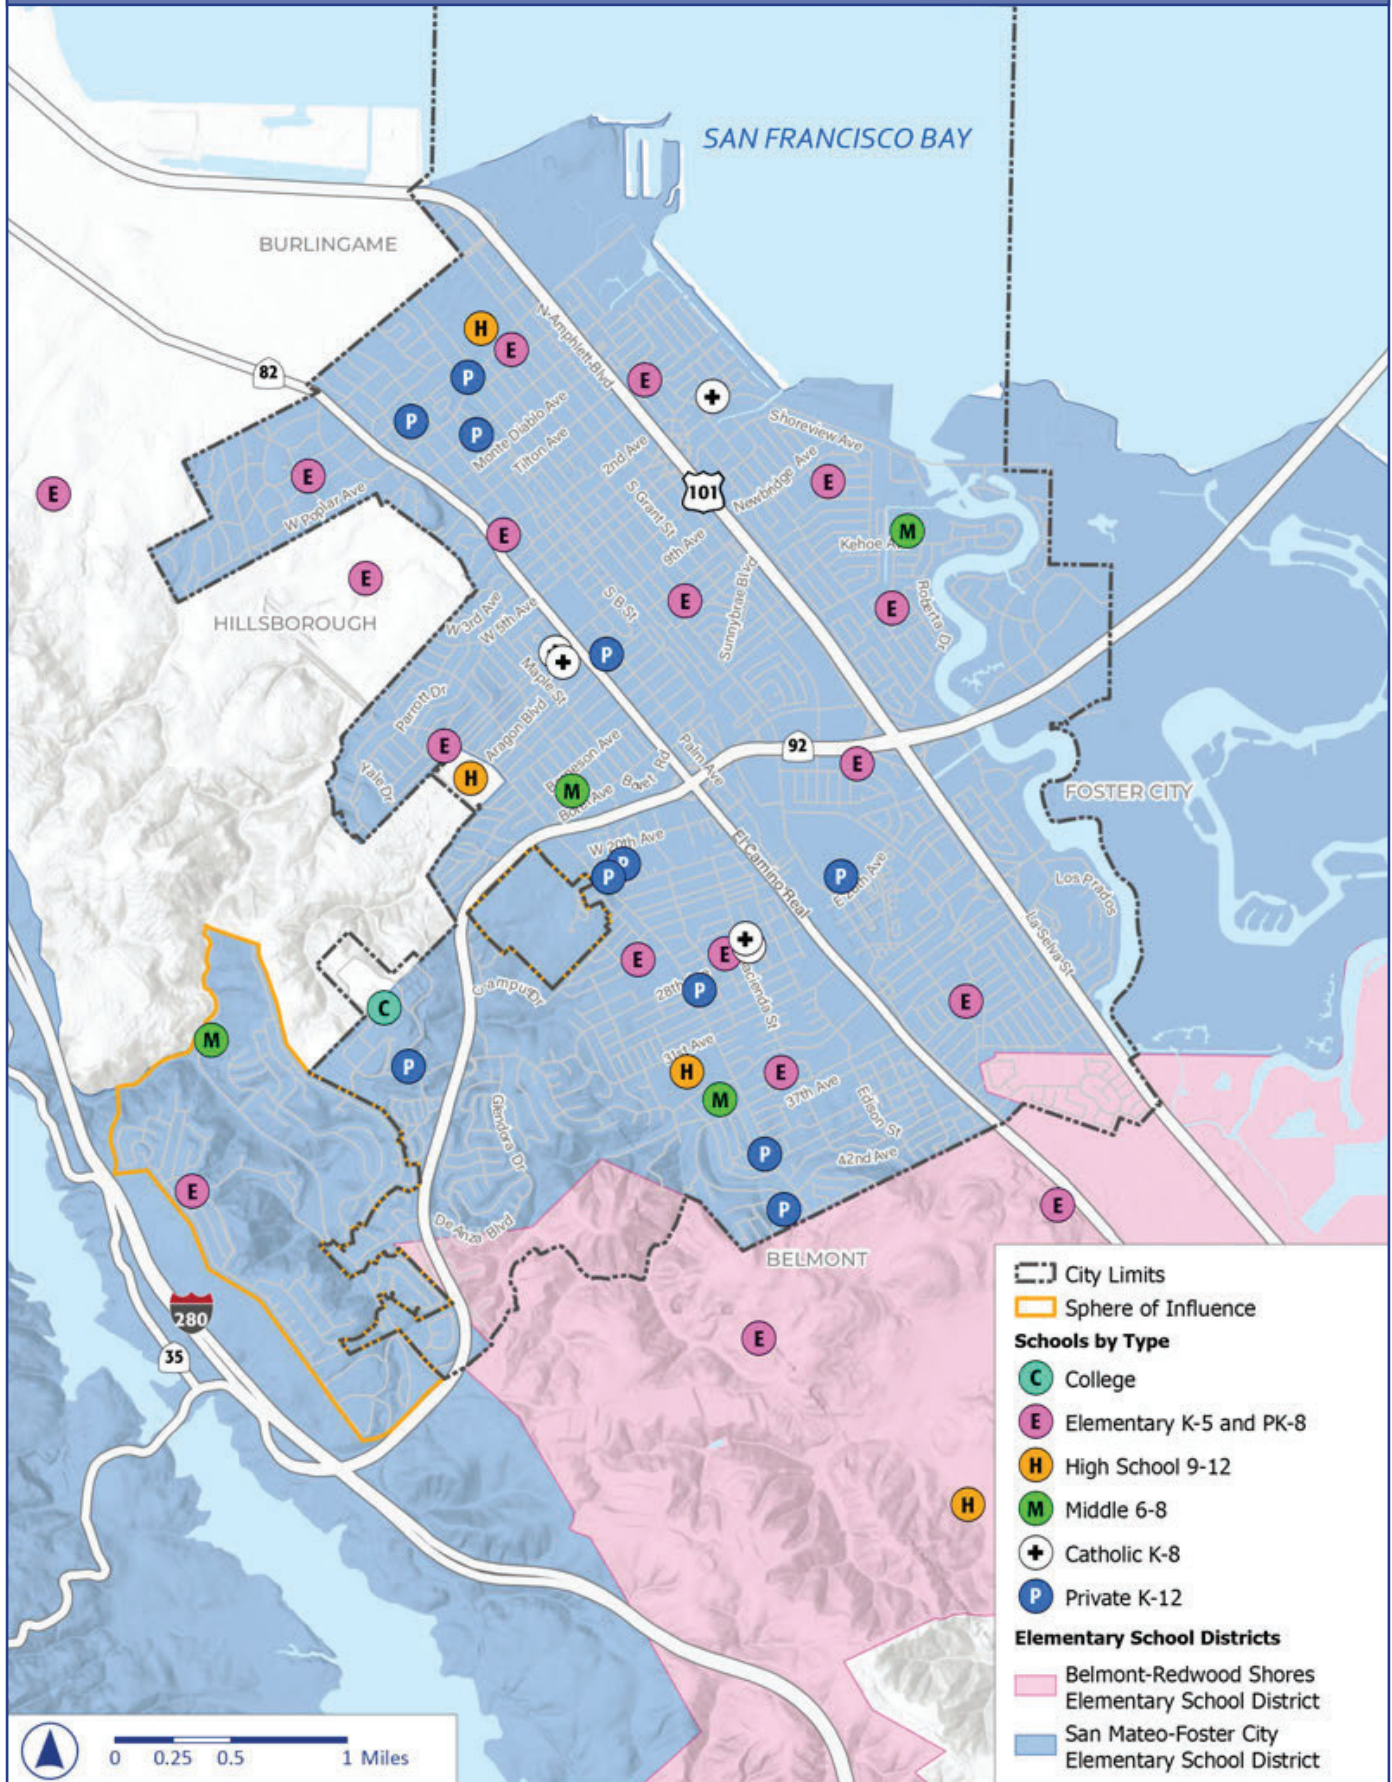 SAN FRANCISCO BAY
BURLINGAME
N Amphlett Blvd
H
E
82
P
E
+
P
P
Monte Diablo Ave
Shoreview Ave
Tilton Ave
2nd Ave
E
E
101
Newbridge Ave
E
W Poplar Ave
S Grant St
E
9th Ave
M
E
Sunnybrae Blvd
HILLSBOROUGH
W 3rd Ave
W 5th Ave
S B St
E
E
Roberta Dr
+
P
Maple St
Parrott Dr
Aragon Blvd
E
H
Yale Dr
Bovet Rd
Palm Ave
92
E
M
FOSTER CITY
W 20th Ave
El Camino Real
P
P
P
Los Prados
La Selva St
E
E
+
Campus Dr
28th
P
C
E
M
P
31st Ave
H
E
37th Ave
M
Edison St
Glendora Dr
P
42nd Ave
E
P
E
De Anza Blvd
BELMONT
280
35
E
H
City Limits
Sphere of Influence
Schools by Type
C College
E Elementary K-5 and PK-8
H High School 9-12
M Middle 6-8
+ Catholic K-8
P Private K-12
Elementary School Districts
Belmont-Redwood Shores
Elementary School District
San Mateo-Foster City
Elementary School District
0 0.25 0.5 1 Miles